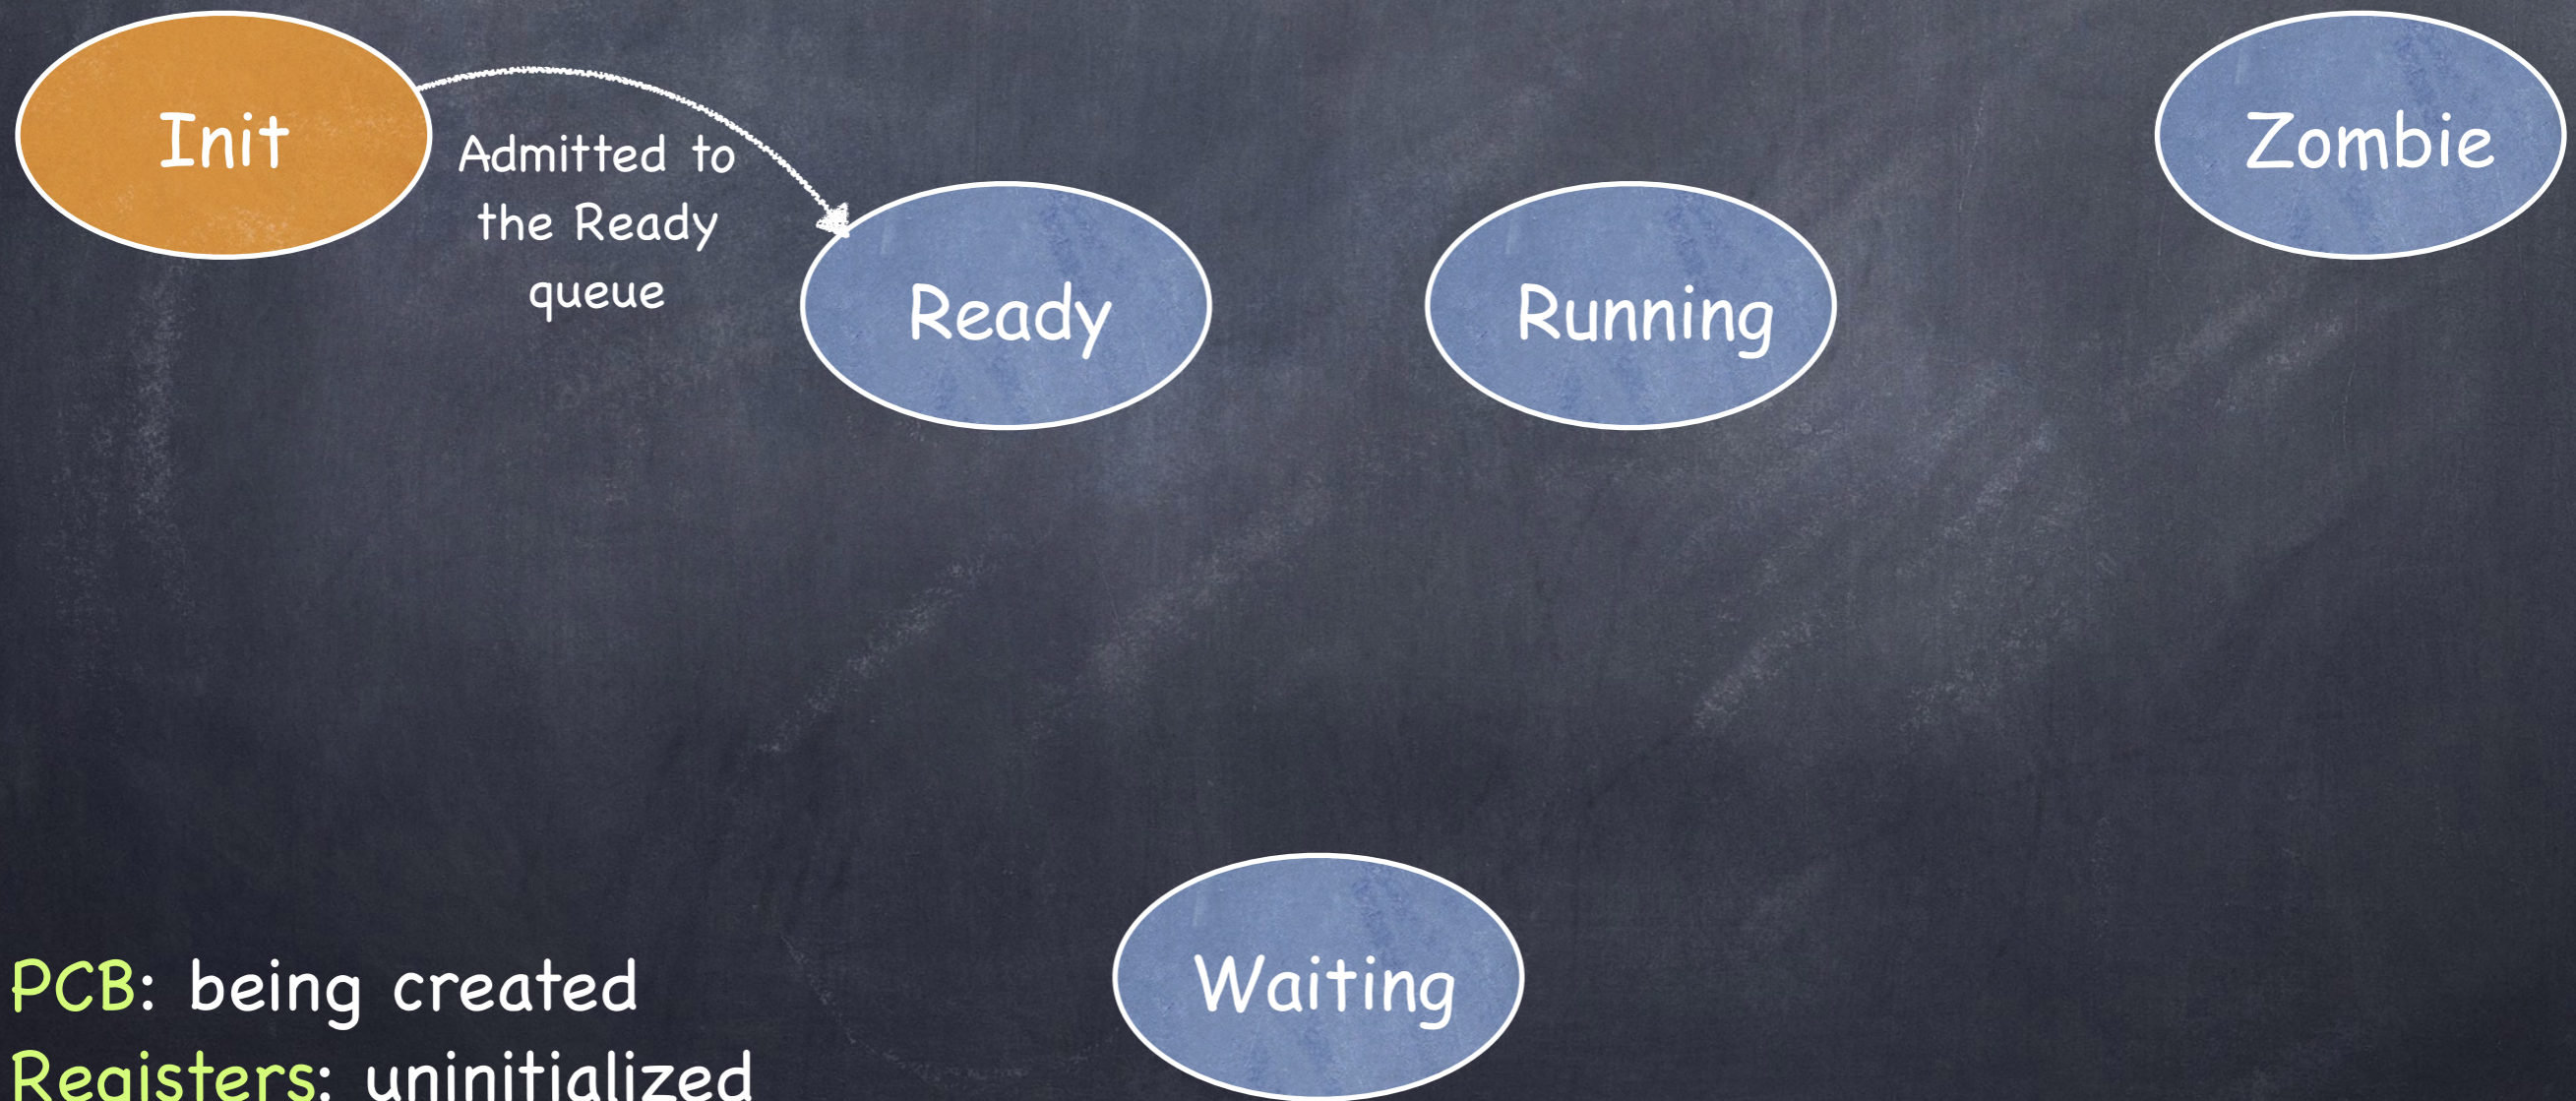 Init
Zombie
Admitted to
the Ready
queue
Ready
Running
Waiting
PCB: being created
Registers: uninitialized